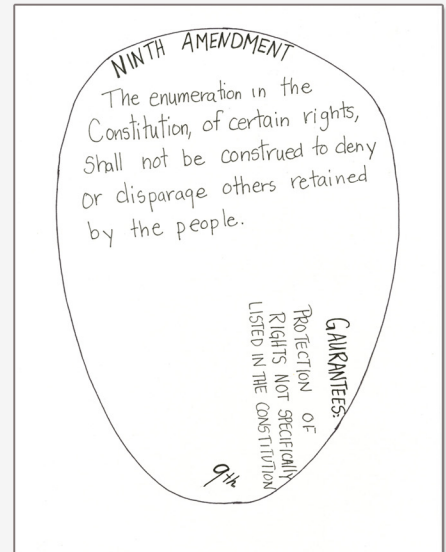 NINTH AMENDMENT
The enumeration in the
Constitution, of certain rights,
Shall not be construed to deny
or disparage others retained
by the people.
GAURANTEES:
PROTECTION OF
RIGHTS NOT SPECIFICALLY
LISTED IN THE CONSTITUTION
9th